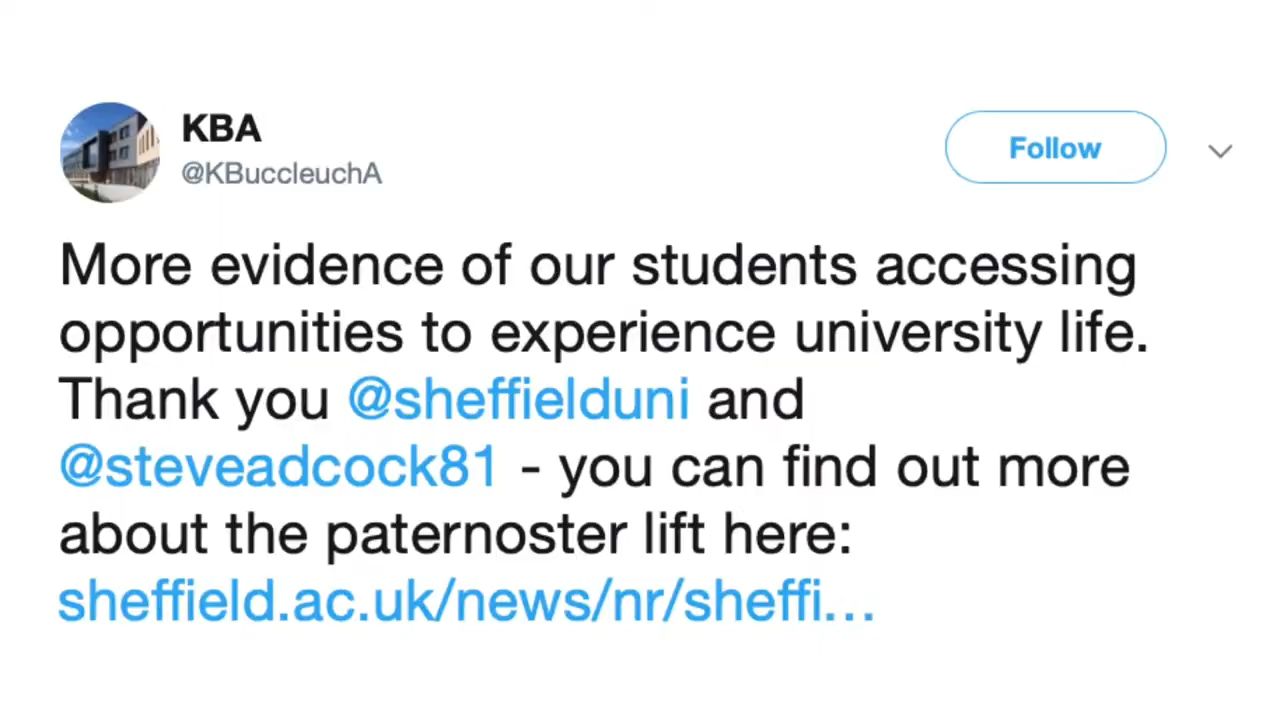 KBA
@KBuccleuchA
Follow
More evidence of our students accessing
opportunities to experience university life.
Thank you @sheffielduni and
@steveadcock81 - you can find out more
about the paternoster lift here:
sheffield.ac.uk/news/nr/sheffi…